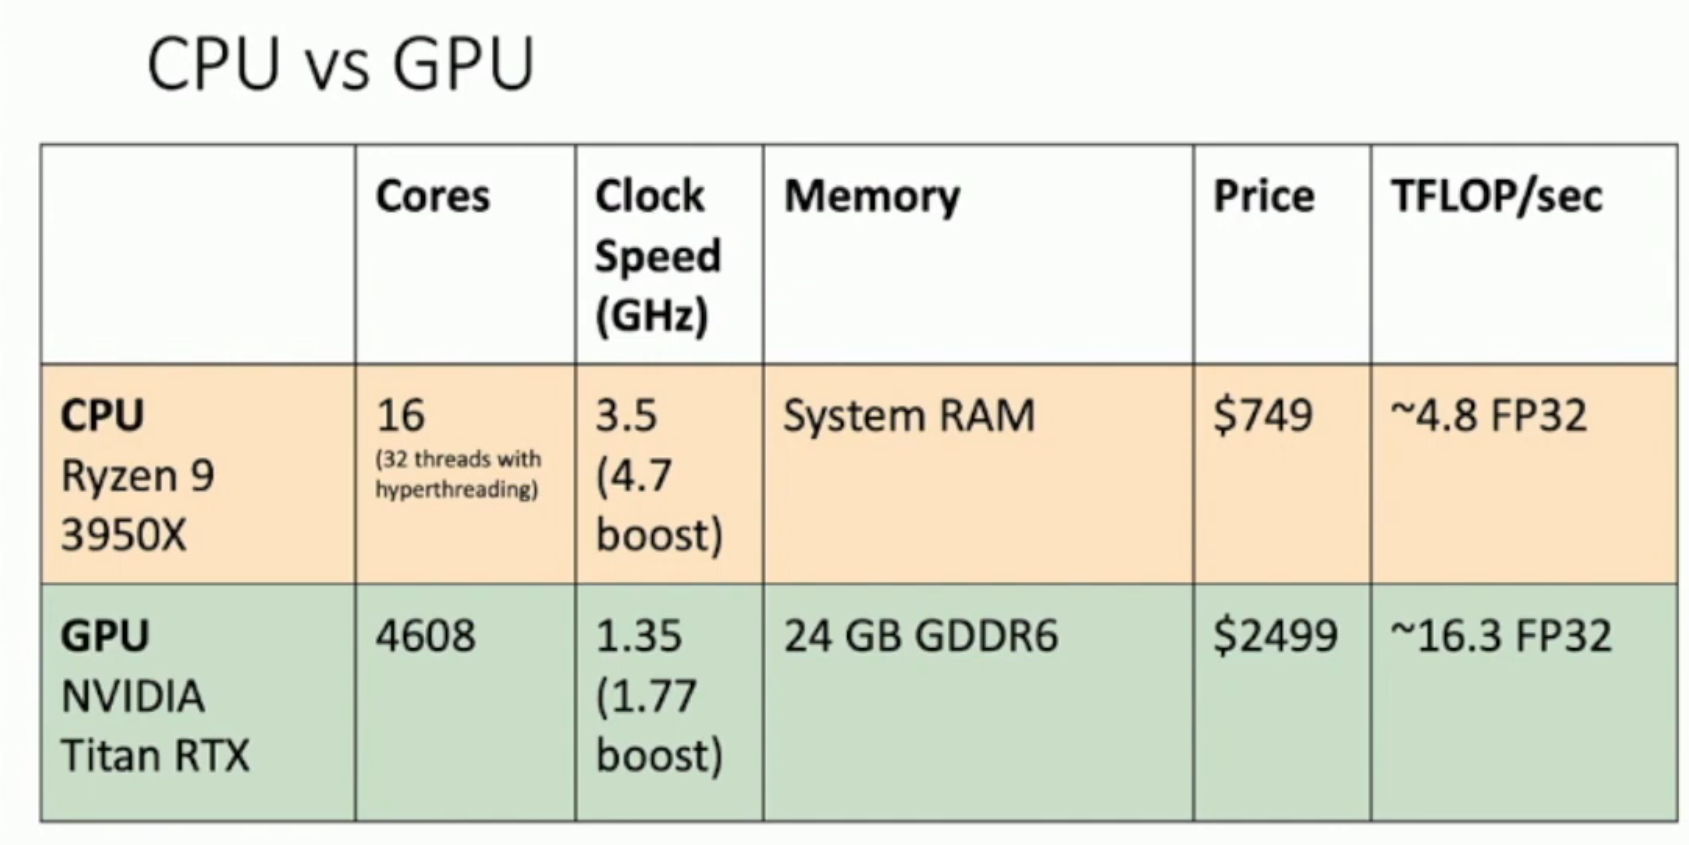 CPU vs GPU
Cores
Clock
Speed
(GHz)
Memory
Price
TFLOP/sec
CPU
Ryzen 9
3950X
16
(32 threads with
hyperthreading)
3.5
(4.7
boost)
System RAM
$749
~4.8 FP32
GPU
NVIDIA
Titan RTX
4608
1.35
(1.77
boost)
24 GB GDDR6
$2499
~16.3 FP32